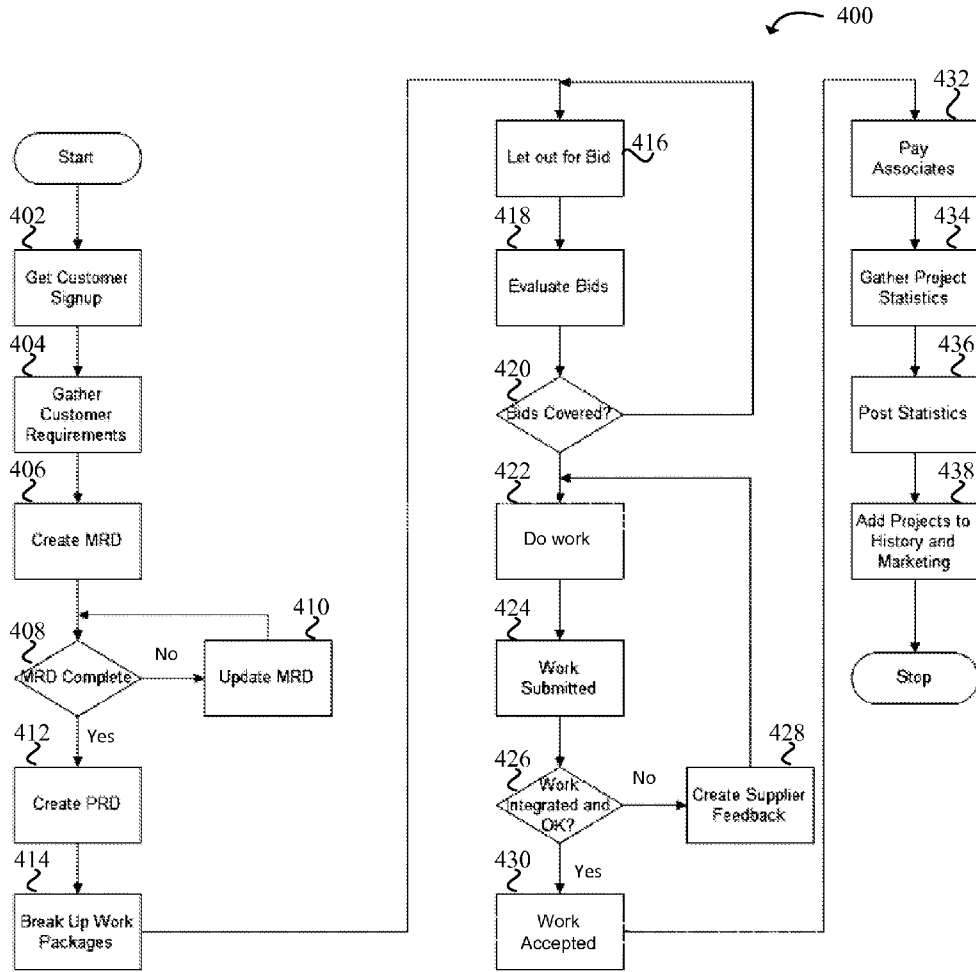 400
Start
402
Get Customer
Signup
404
Gather
Customer
Requirements
406
Create MRD
408
MRD Complete
No
410
Update MRD
Yes
412
Create PRD
414
Break Up Work
Packages
Let out for Bid
416
418
Evaluate Bids
420
Bids Covered?
422
Do work
424
Work
Submitted
426
Work
Integrated and
OK?
No
428
Create Supplier
Feedback
Yes
430
Work
Accepted
432
Pay
Associates
434
Gather Project
Statistics
436
Post Statistics
438
Add Projects to
History and
Marketing
Stop